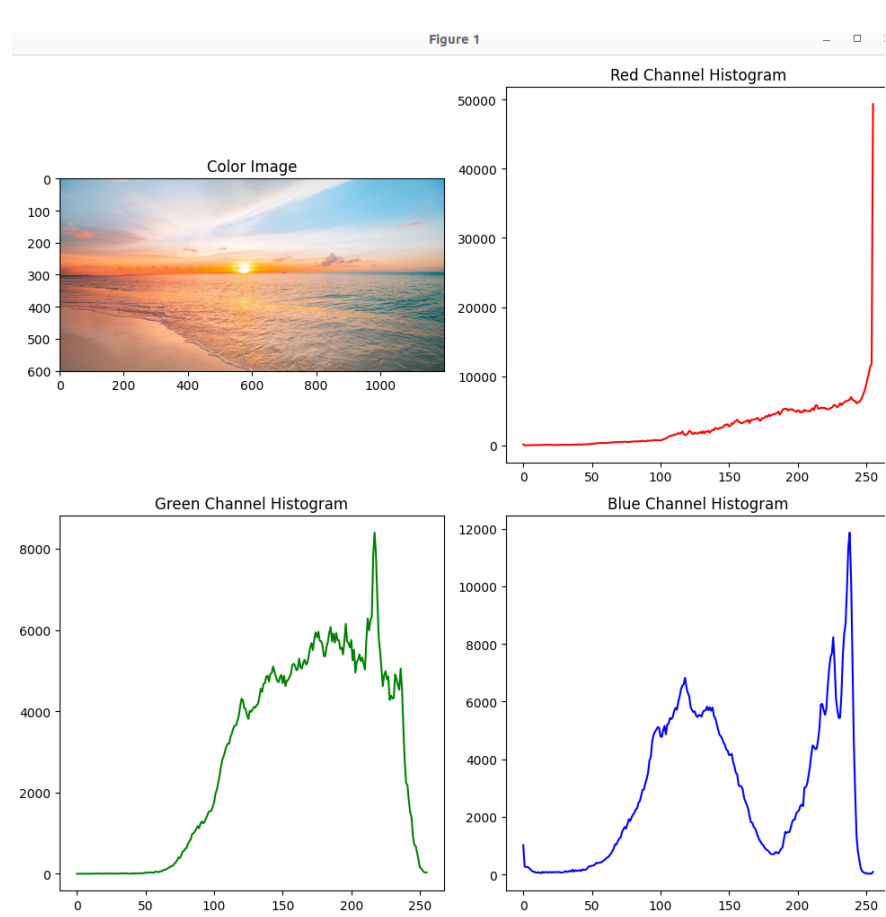 Figure 1
Color Image
0
100
200
300
400
500
600
0 200 400 600 800 1000
Red Channel Histogram
50000
40000
30000
20000
10000
0
0 50 100 150 200 250
Green Channel Histogram
8000
6000
4000
2000
0
0 50 100 150 200 250
Blue Channel Histogram
12000
10000
8000
6000
4000
2000
0
0 50 100 150 200 250